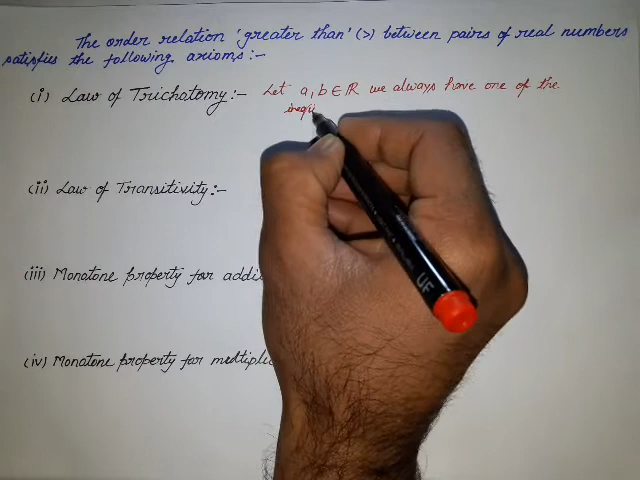 The order relation 'greater than' (>) between pairs of real numbers
satisfies the following axioms:-
(i) Law of Trichotomy:- Let a, b ∈ ℝ we always have one of the
inequ
(ii) Law of Transitivity:-
(iii) Monotone property for addi
(iv) Monotone property for multiplic
UF